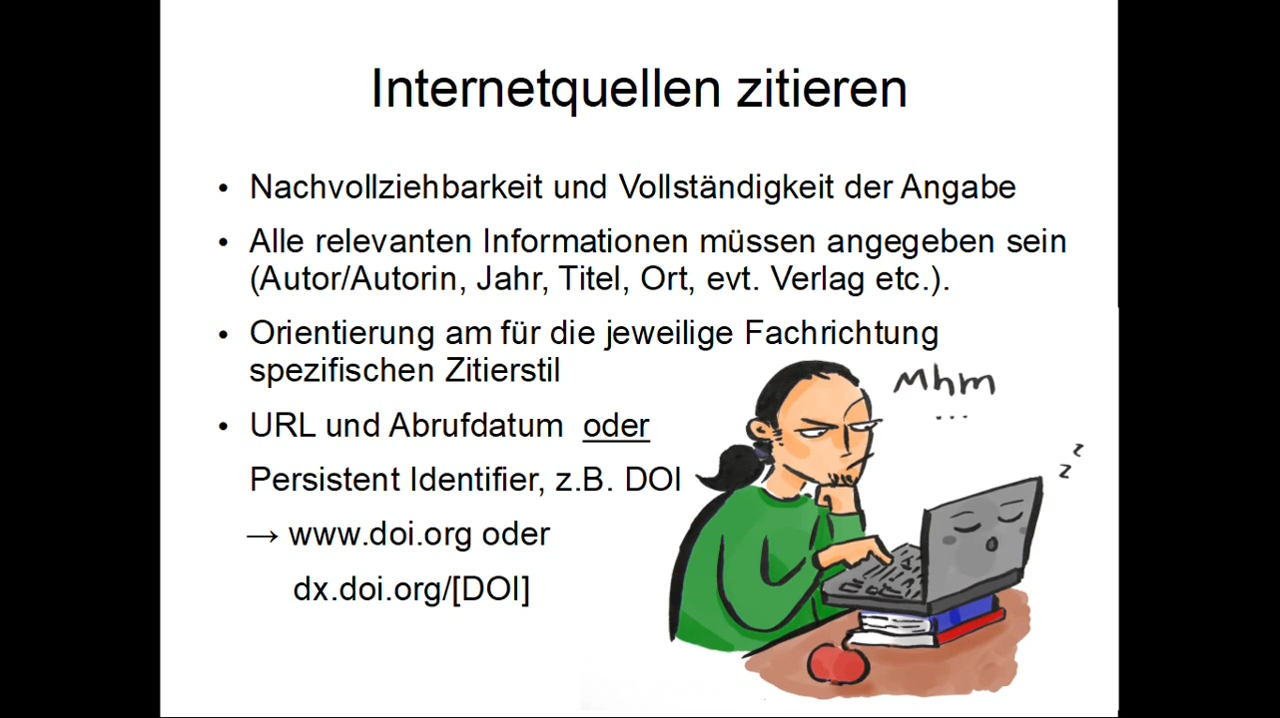 Internetquellen zitieren
• Nachvollziehbarkeit und Vollständigkeit der Angabe
• Alle relevanten Informationen müssen angegeben sein
(Autor/Autorin, Jahr, Titel, Ort, evt. Verlag etc.).
• Orientierung am für die jeweilige Fachrichtung
spezifischen Zitierstil
Mhm
...
• URL und Abrufdatum oder
z
z
Persistent Identifier, z.B. DOI
→ www.doi.org oder
dx.doi.org/[DOI]